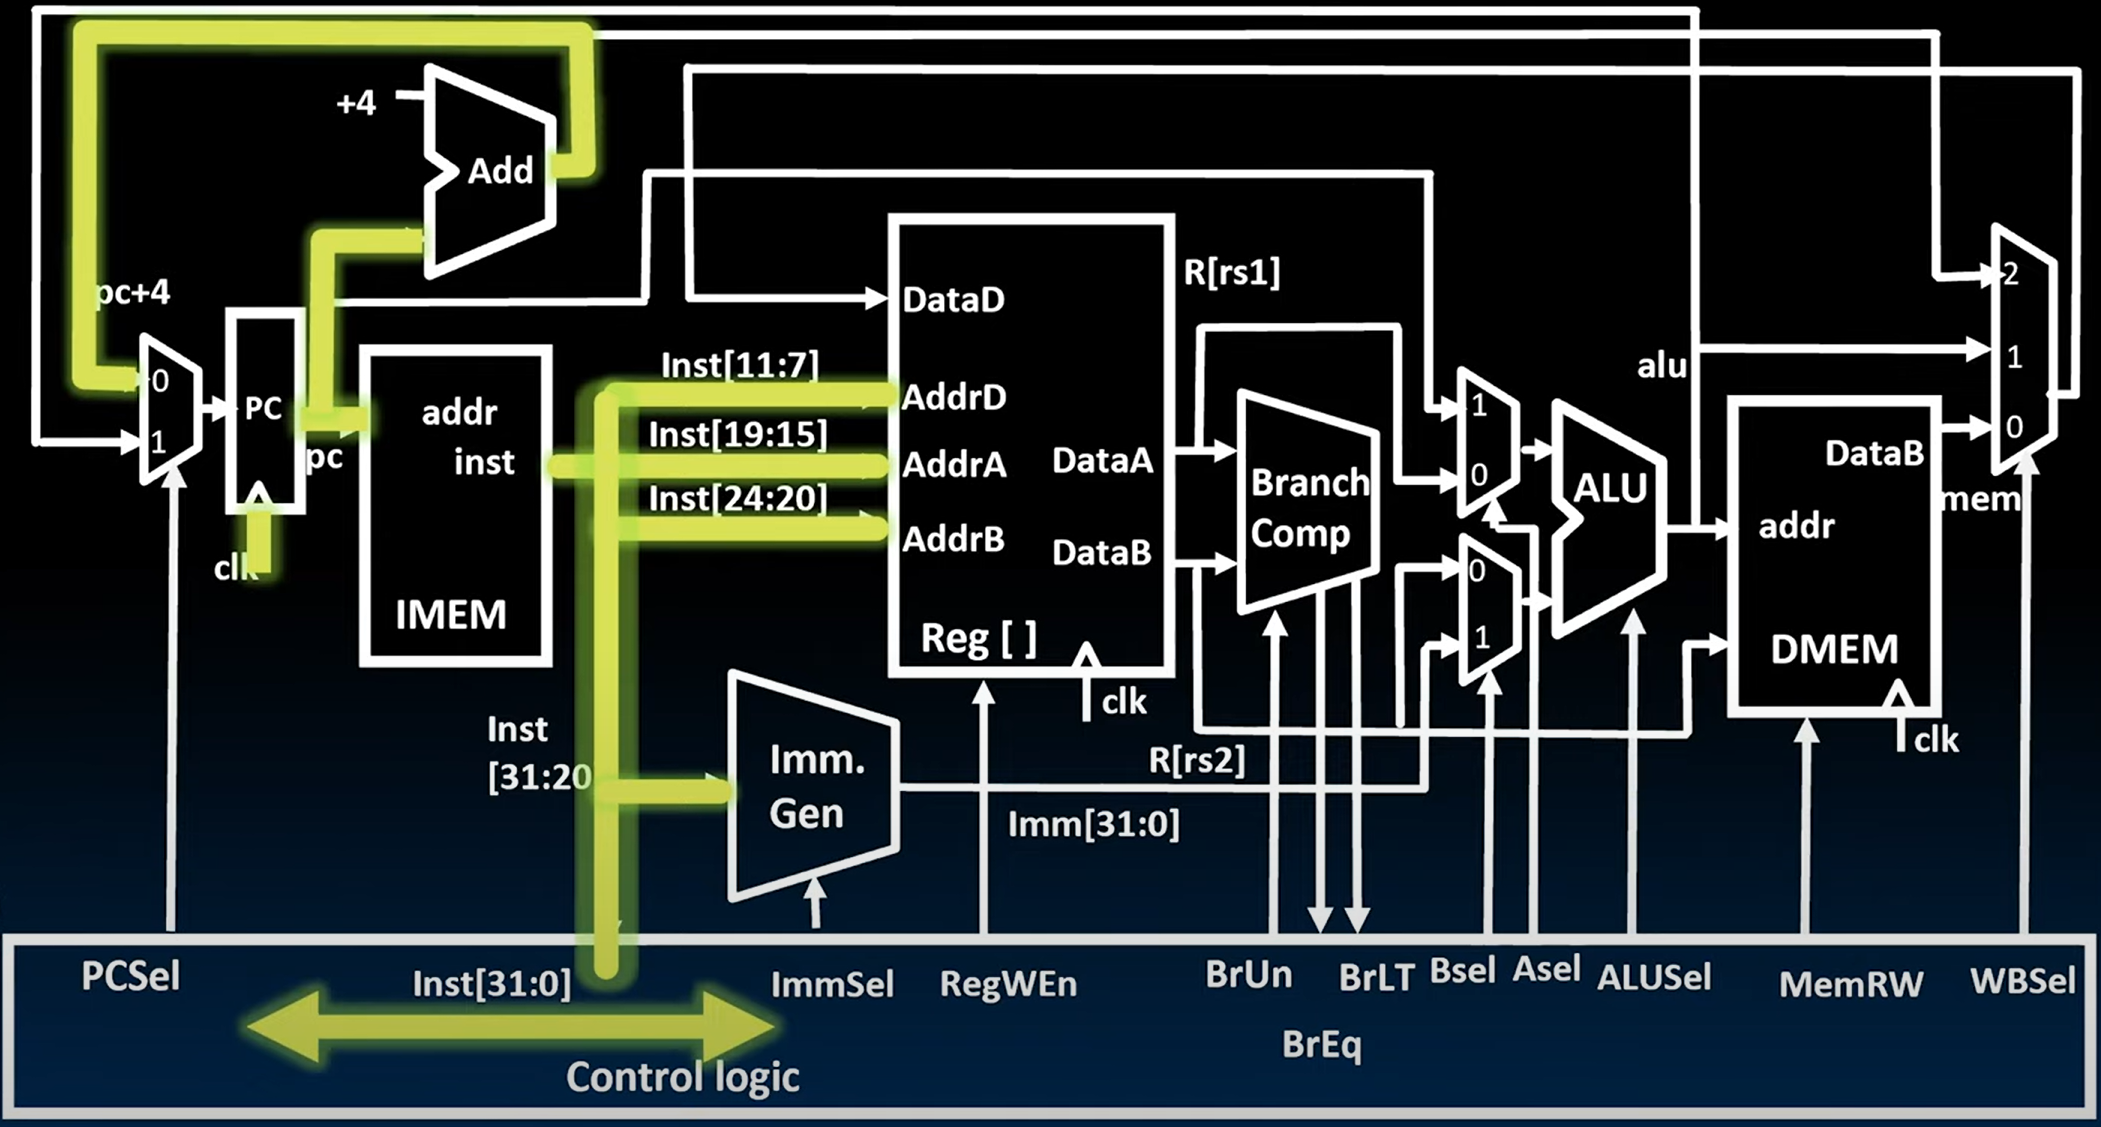 +4
Add
pc+4
0
1
PC
pc
clk
addr
inst
IMEM
Inst[11:7]
Inst[19:15]
Inst[24:20]
DataD
AddrD
AddrA
AddrB
DataA
DataB
Reg [ ]
clk
R[rs1]
Branch
Comp
1
0
0
1
ALU
alu
addr
DataB
DMEM
clk
mem
2
1
0
Inst
[31:20
Imm.
Gen
R[rs2]
Imm[31:0]
PCSel
Inst[31:0]
ImmSel
RegWEn
BrUn
BrEq
BrLT
Bsel
Asel
ALUSel
MemRW
WBSel
Control logic